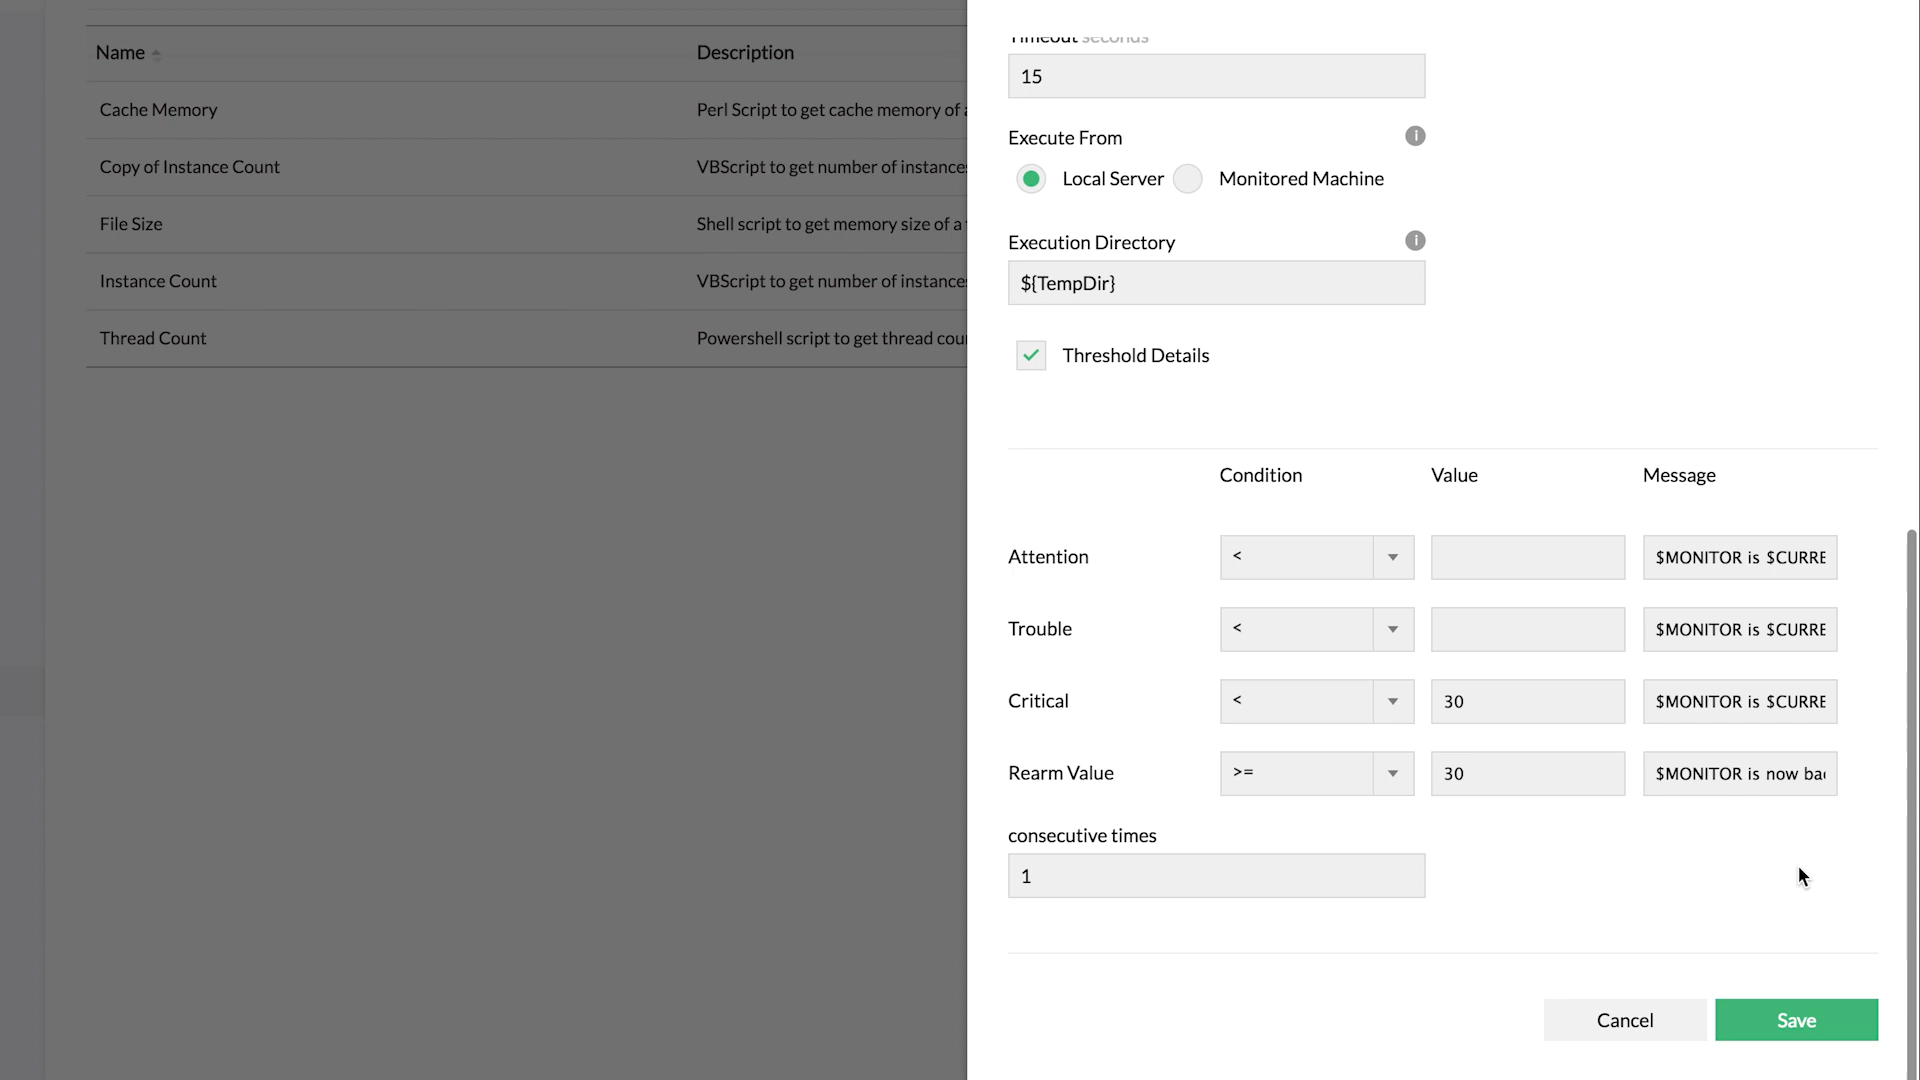 Name
Description
Cache Memory
Perl Script to get cache memory of a
Copy of Instance Count
VBScript to get number of instances
File Size
Shell script to get memory size of a
Instance Count
VBScript to get number of instances
Thread Count
Powershell script to get thread cou
Timeout seconds
15
Execute From
i
Local Server
Monitored Machine
Execution Directory
i
${TempDir}
Threshold Details
Condition
Value
Message
Attention
<
$MONITOR is $CURRE
Trouble
<
$MONITOR is $CURRE
Critical
<
30
$MONITOR is $CURRE
Rearm Value
>=
30
$MONITOR is now ba
consecutive times
1
Cancel
Save